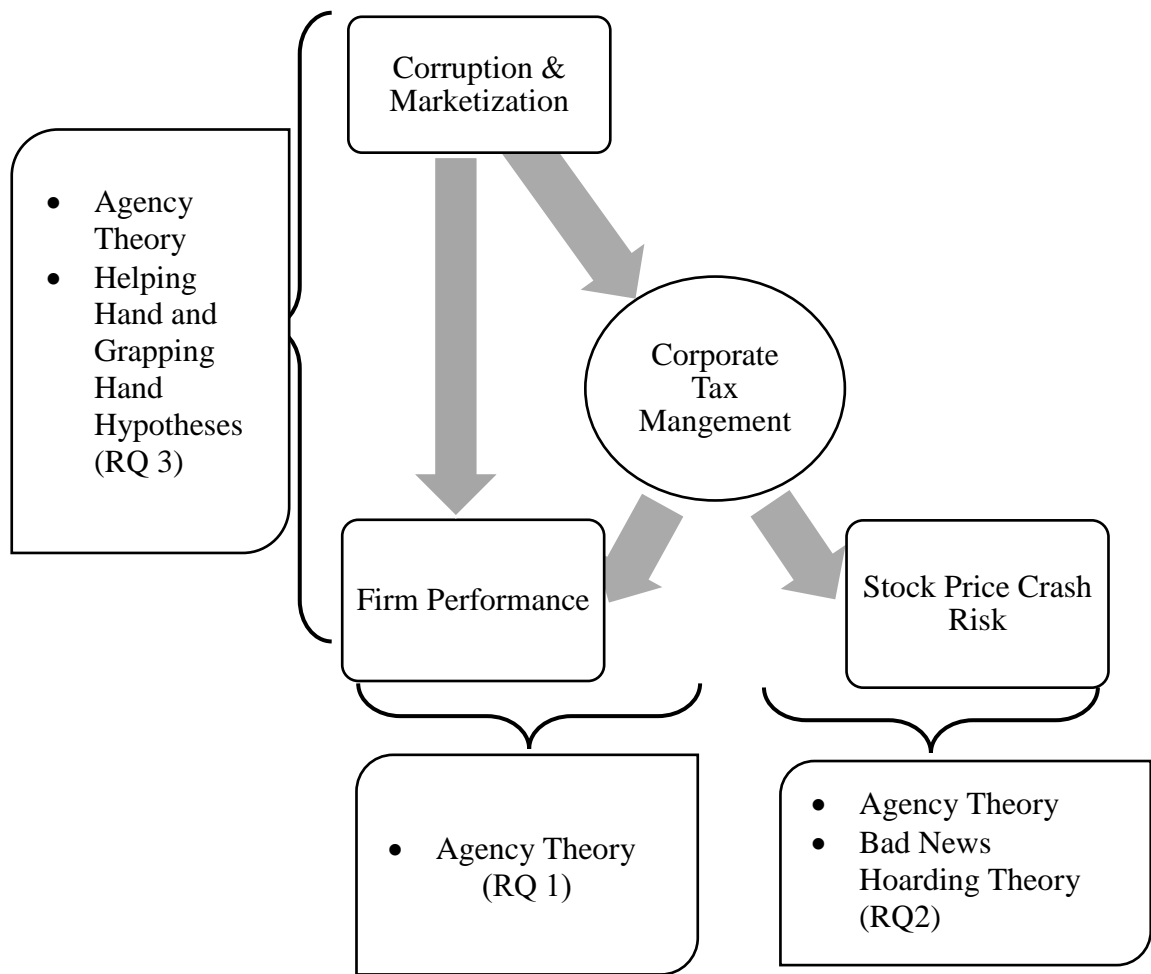 Corruption &
Marketization
• Agency
Theory
• Helping
Hand and
Grapping
Hand
Hypotheses
(RQ 3)
Corporate
Tax
Mangement
Firm Performance
Stock Price Crash
Risk
• Agency Theory
(RQ 1)
• Agency Theory
• Bad News
Hoarding Theory
(RQ2)